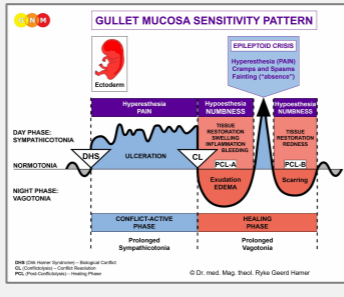 GNM
GULLET MUCOSA SENSITIVITY PATTERN
Ectoderm
EPILEPTOID CRISIS
Hyperesthesia (PAIN)
Cramps and Spasms
Fainting ("absence")
Hyperesthesia
PAIN
Hypoesthesia
NUMBNESS
Hypoesthesia
NUMBNESS
DAY PHASE:
SYMPATHICOTONIA
TISSUE
RESTORATION
SWELLING
INFLAMMATION
BLEEDING
TISSUE
RESTORATION
REDNESS
DHS
ULCERATION
CL
PCL-A
PCL-B
NORMOTONIA
NIGHT PHASE:
VAGOTONIA
Exudation
EDEMA
Scarring
CONFLICT-ACTIVE
PHASE
HEALING
PHASE
Prolonged
Sympathicotonia
Prolonged
Vagotonia
DHS (Dirk Hamer Syndrome) – Biological Conflict
CL (Conflictolysis) – Conflict Resolution
PCL (Post-Conflictolysis) – Healing Phase
© Dr. med. Mag. theol. Ryke Geerd Hamer